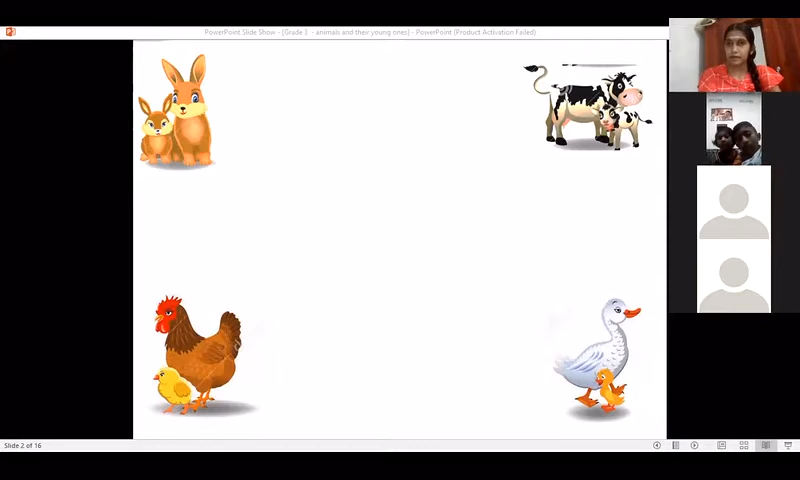 PowerPoint Slide Show - [Grade 3 - animals and their young ones] - PowerPoint (Product Activation Failed)
Slide 2 of 16